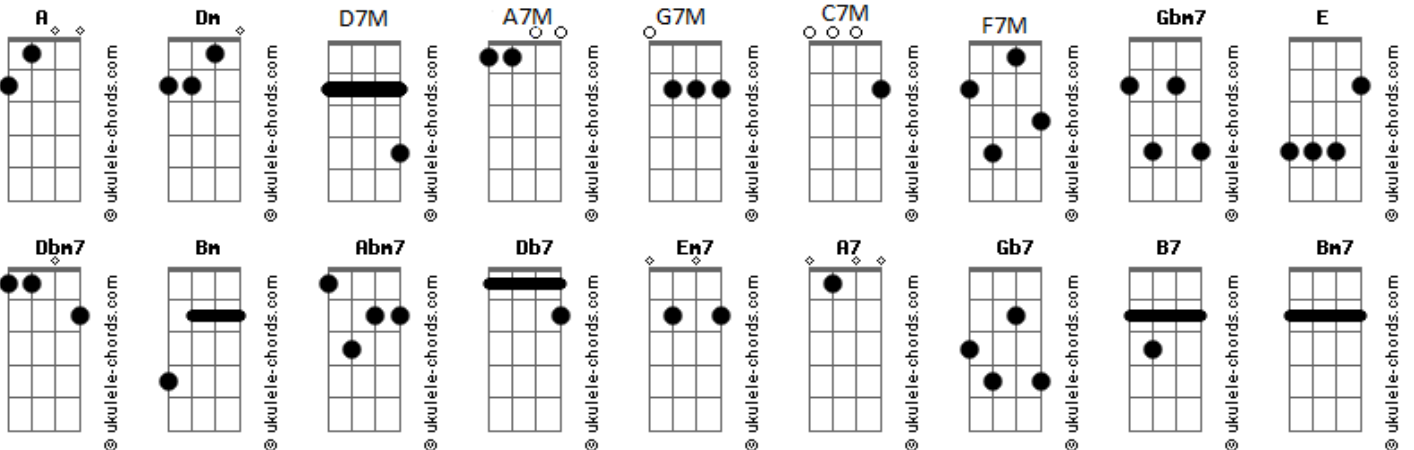 A Dm D7M A7M G7M C7M F7M Gbm7 E
© ukulele-chords.com © ukulele-chords.com © ukulele-chords.com © ukulele-chords.com © ukulele-chords.com © ukulele-chords.com © ukulele-chords.com © ukulele-chords.com © ukulele-chords.com
Dbm7 Bm Abm7 Db7 Em7 A7 Gb7 B7 Bm7
© ukulele-chords.com © ukulele-chords.com © ukulele-chords.com © ukulele-chords.com © ukulele-chords.com © ukulele-chords.com © ukulele-chords.com © ukulele-chords.com © ukulele-chords.com